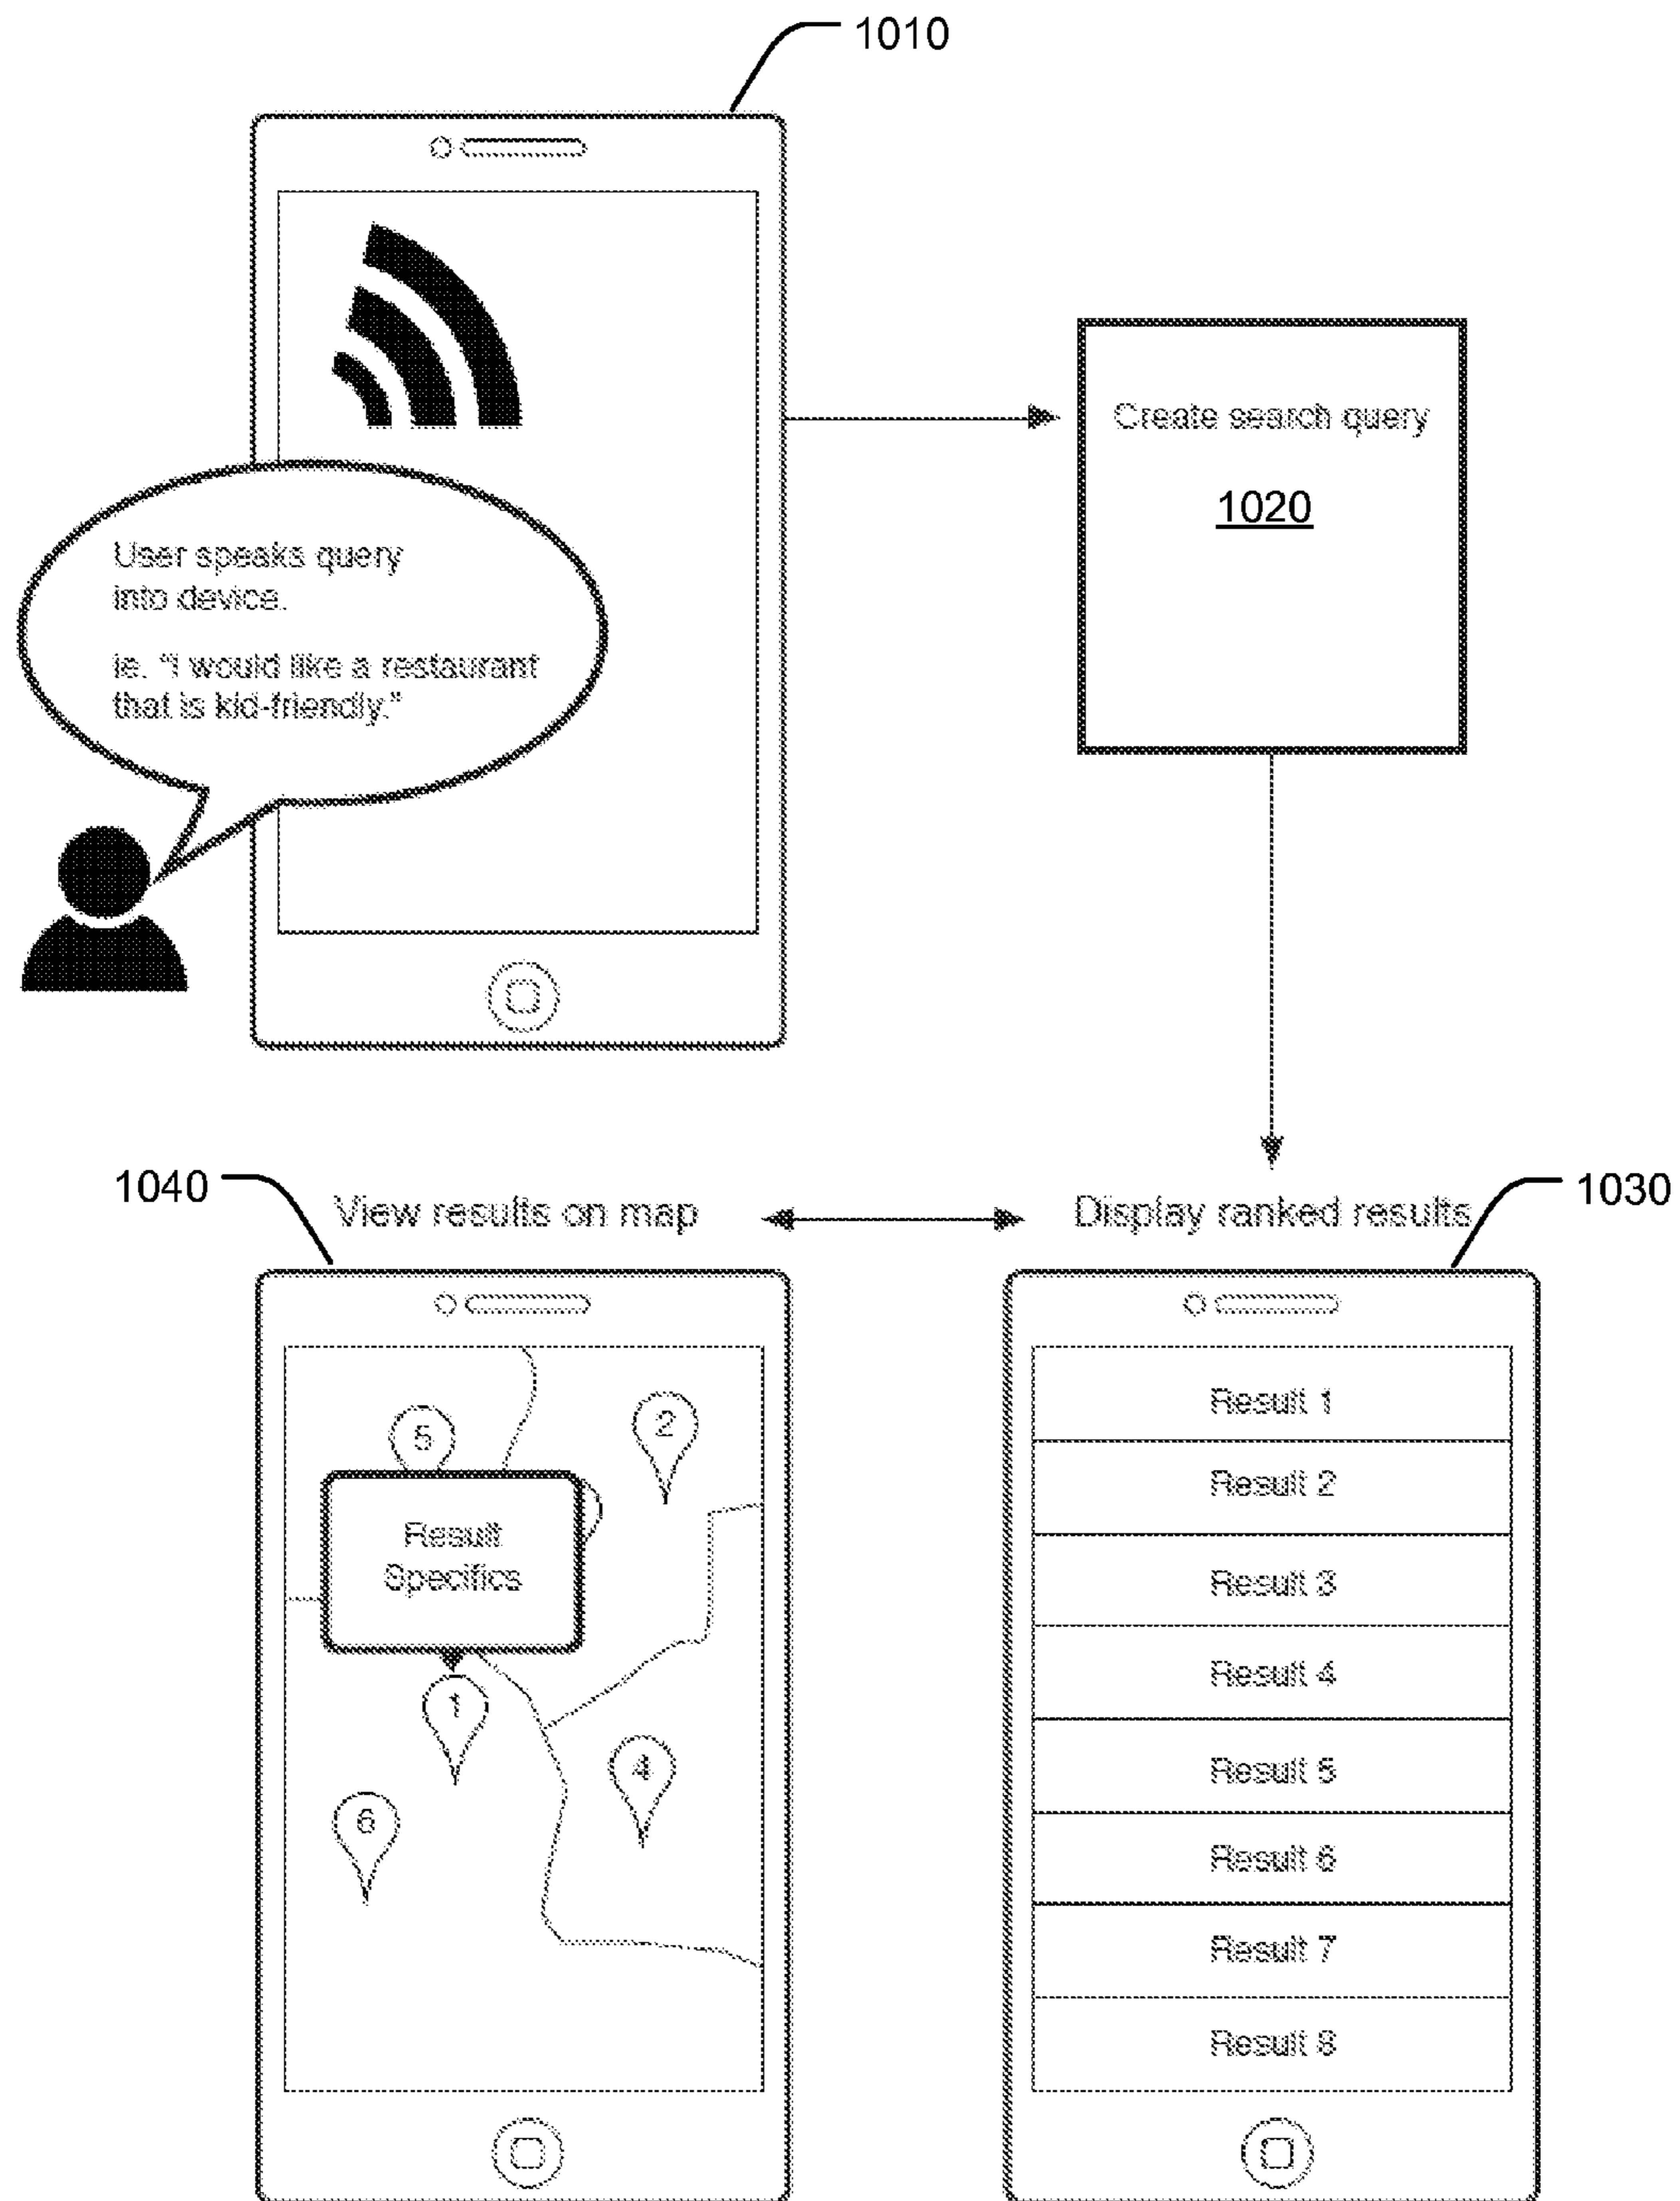 1010
Create search query
1020
User speaks query
into device.
ie. "I would like a restaurant
that is kid-friendly."
1040
View results on map
Display ranked results
1030
5
2
Result
Specifics
1
4
6
Result 1
Result 2
Result 3
Result 4
Result 5
Result 6
Result 7
Result 8